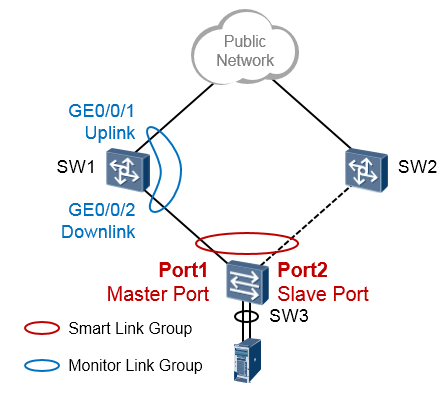 Public
Network
GE0/0/1
Uplink
SW1
SW2
GE0/0/2
Downlink
Port1
Master Port
Port2
Slave Port
SW3
Smart Link Group
Monitor Link Group